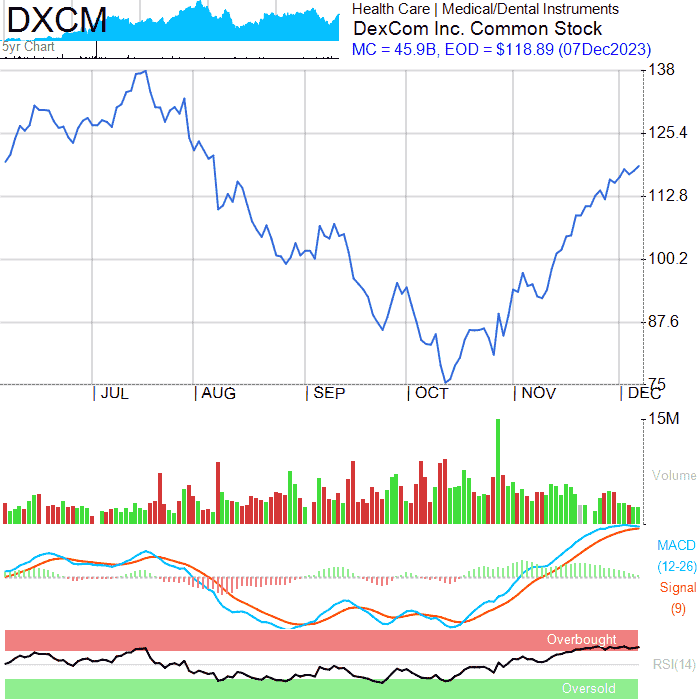 DXCM
5yr Chart
Health Care | Medical/Dental Instruments
DexCom Inc. Common Stock
MC = 45.9B, EOD = $118.89 (07Dec2023)
138
125.4
112.8
100.2
87.6
75
JUL AUG SEP OCT NOV DEC
15M
Volume
MACD
(12-26)
Signal
(9)
Overbought
RSI(14)
Oversold